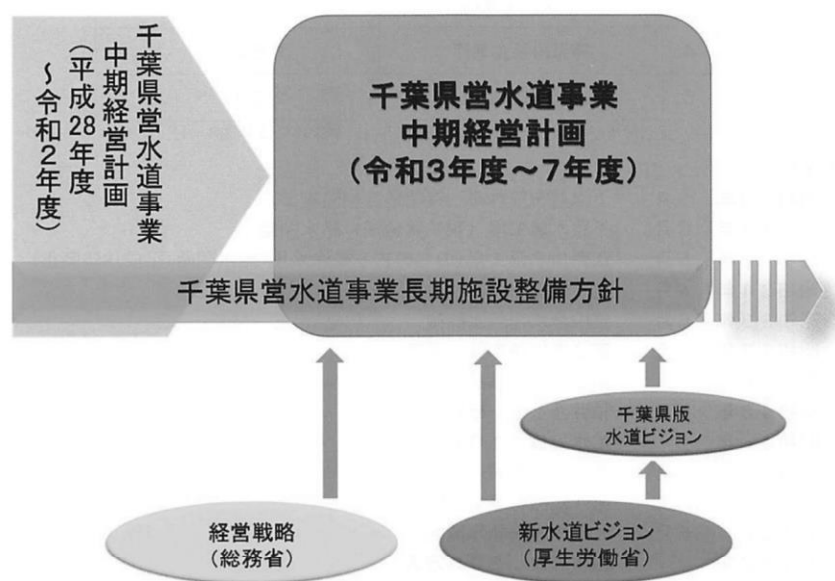 千葉県営水道事業
中期経営計画
(平成28年度
~令和2年度)
千葉県営水道事業
中期経営計画
(令和3年度~7年度)
千葉県営水道事業長期施設整備方針
千葉県版
水道ビジョン
経営戦略
(総務省)
新水道ビジョン
(厚生労働省)